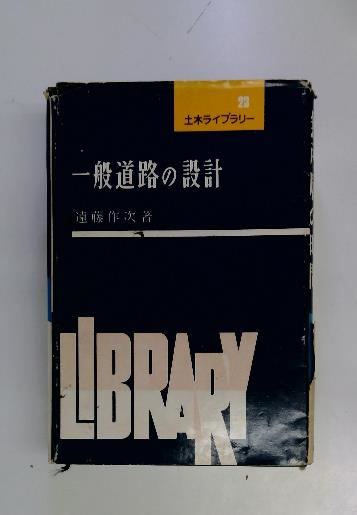 23
土木ライブラリー
一般道路の設計
遠藤作次著
LIBRARY